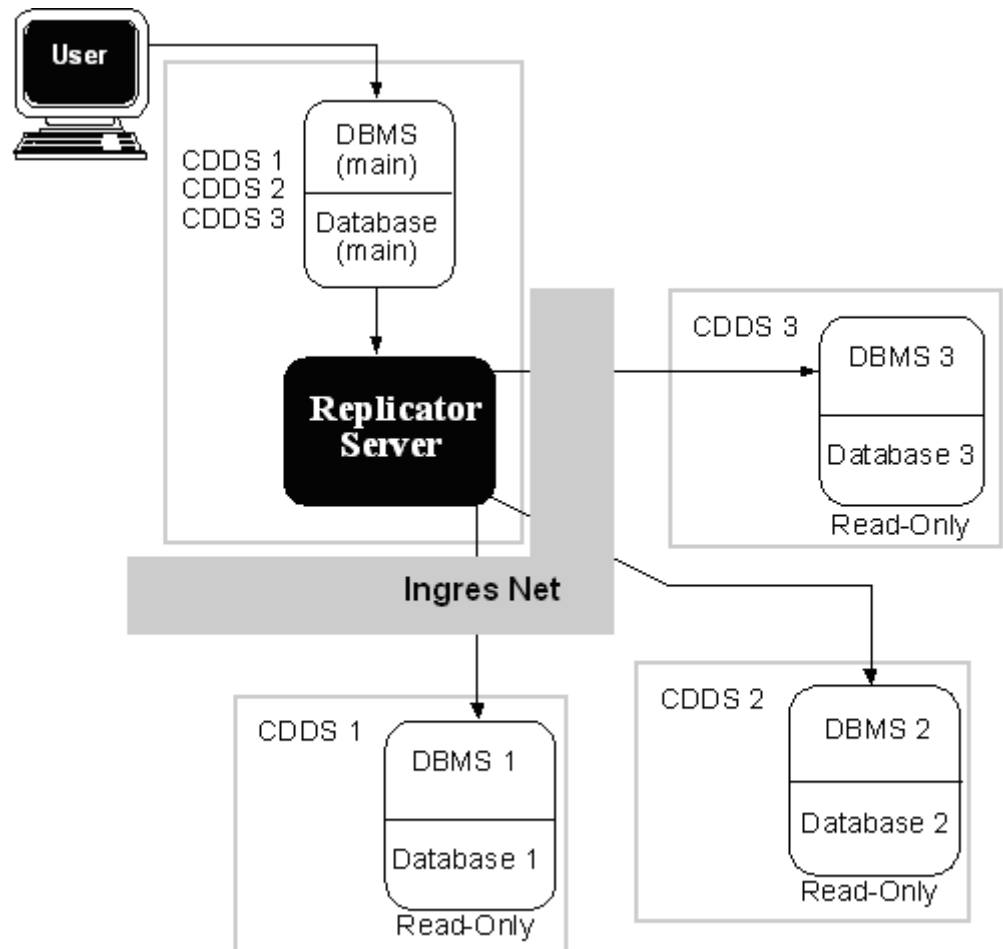 User
DBMS
(main)
CDDS 1
CDDS 2
CDDS 3
Database
(main)
Replicator
Server
CDDS 3
DBMS 3
Database 3
Read-Only
Ingres Net
CDDS 1
DBMS 1
Database 1
Read-Only
CDDS 2
DBMS 2
Database 2
Read-Only